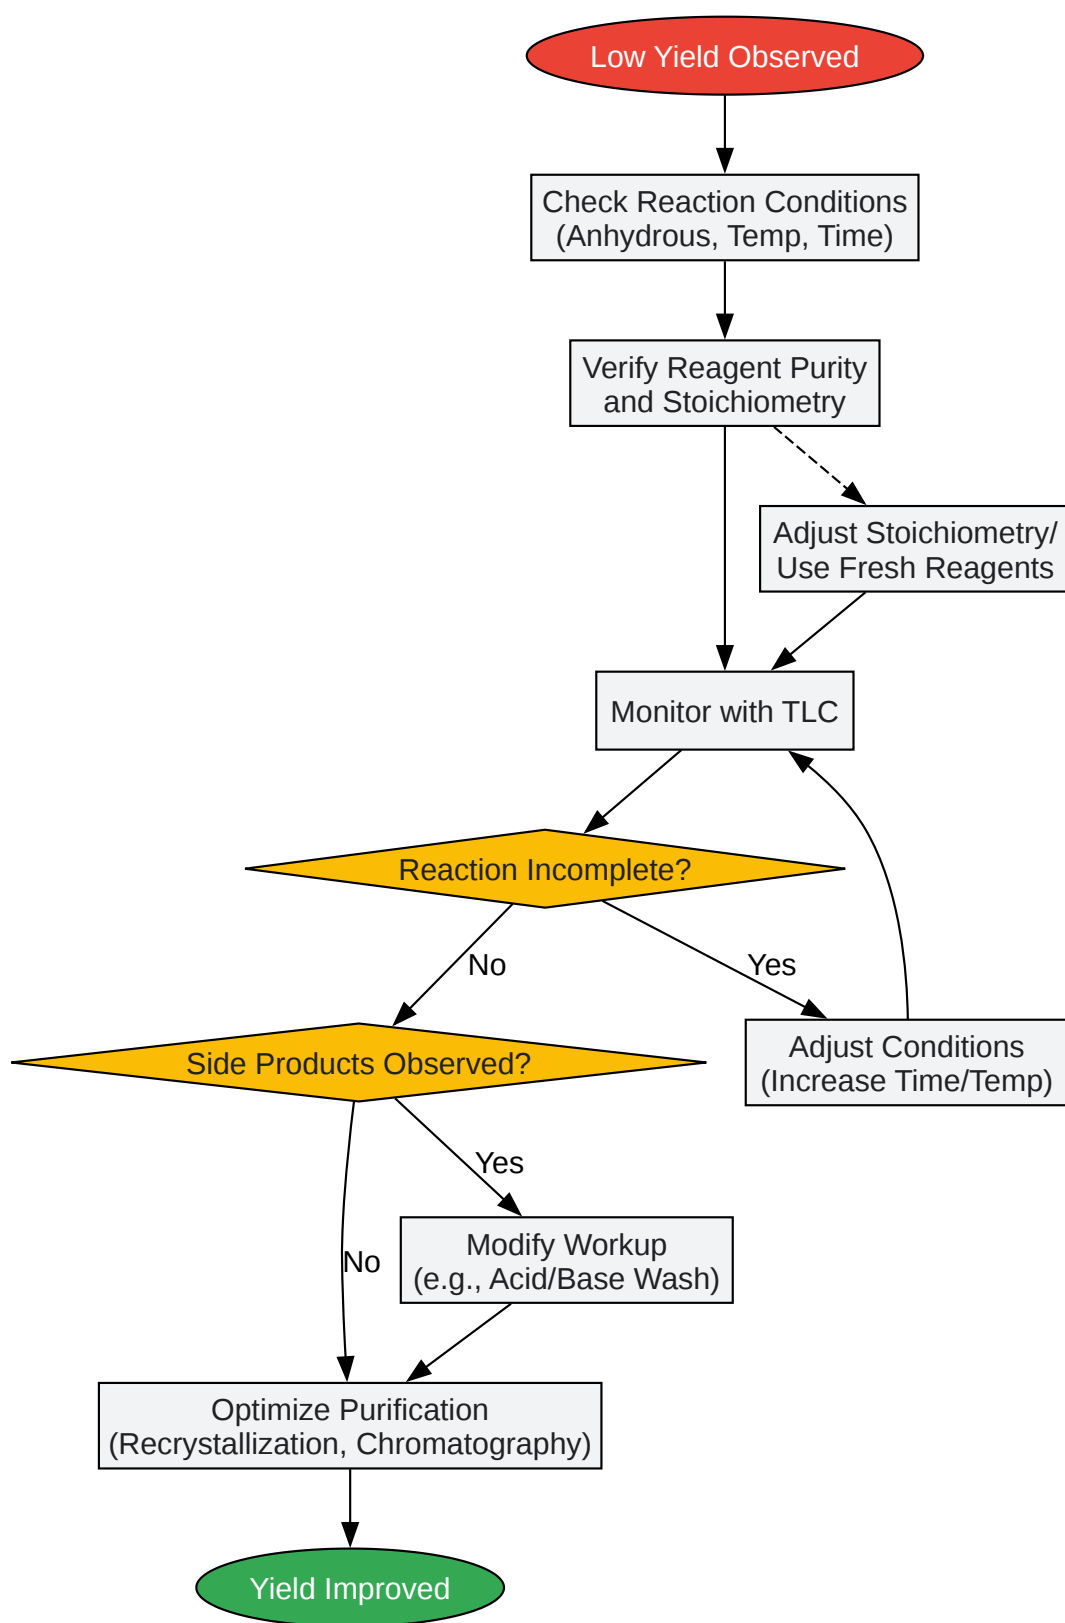 Low Yield Observed
Check Reaction Conditions
(Anhydrous, Temp, Time)
Verify Reagent Purity
and Stoichiometry
Adjust Stoichiometry/
Use Fresh Reagents
Monitor with TLC
Reaction Incomplete?
No
Yes
Side Products Observed?
Adjust Conditions
(Increase Time/Temp)
Yes
No
Modify Workup
(e.g., Acid/Base Wash)
Optimize Purification
(Recrystallization, Chromatography)
Yield Improved